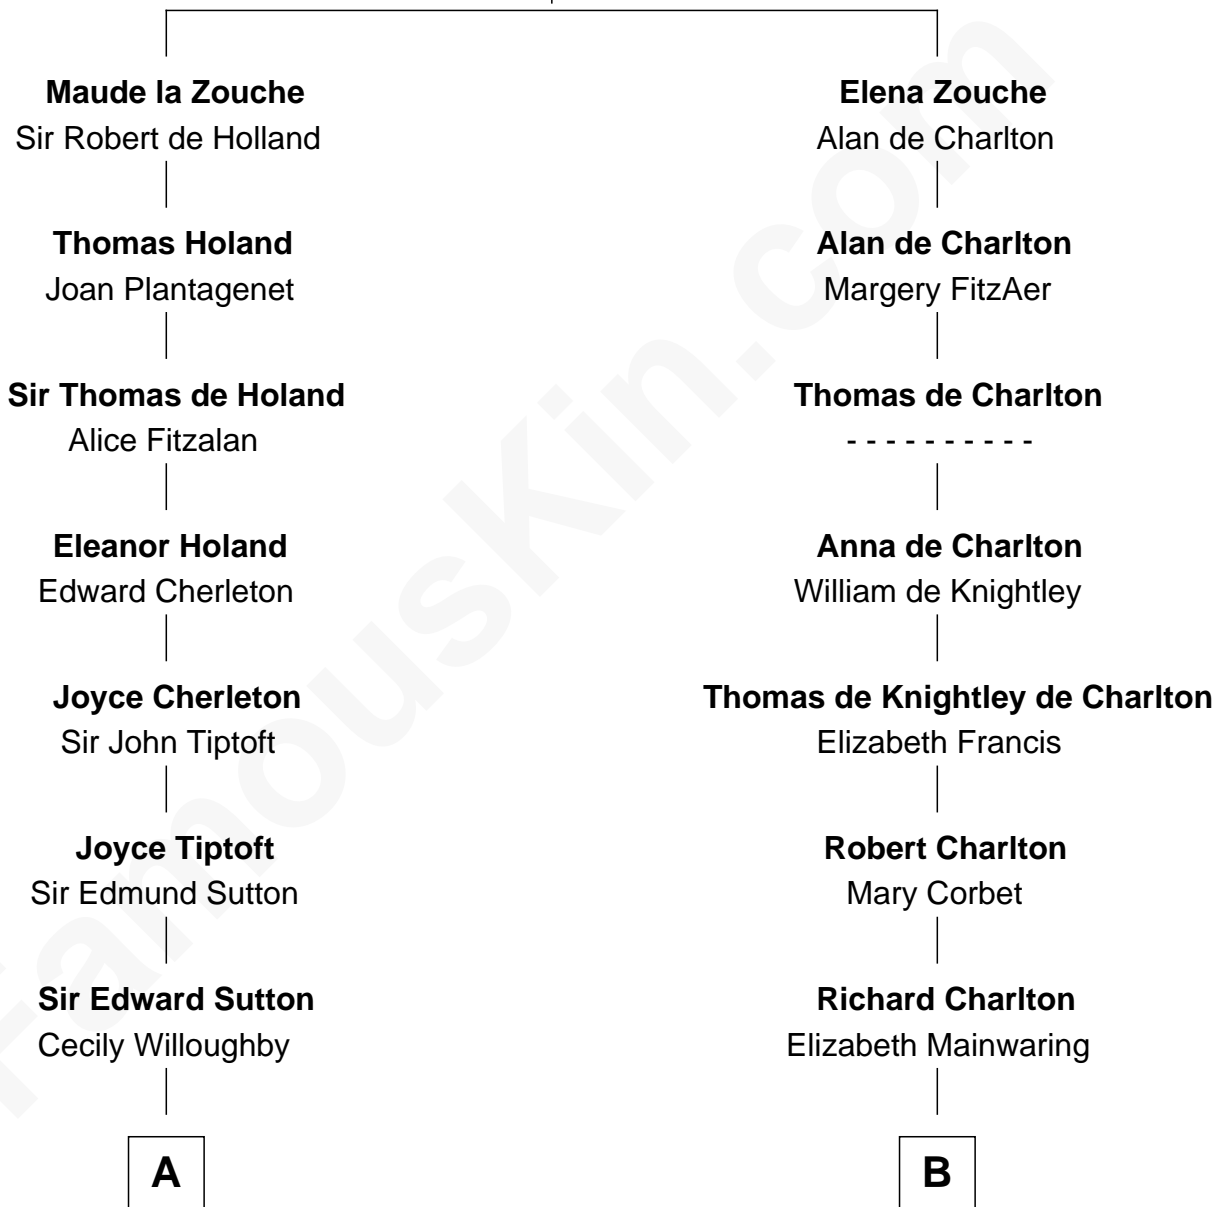 Maude la Zouche
Sir Robert de Holland
Thomas Holand
Joan Plantagenet
Sir Thomas de Holand
Alice Fitzalan
Eleanor Holand
Edward Cherleton
Joyce Cherleton
Sir John Tiptoft
Joyce Tiptoft
Sir Edmund Sutton
Sir Edward Sutton
Cecily Willoughby
A
Elena Zouche
Alan de Charlton
Alan de Charlton
Margery FitzAer
Thomas de Charlton
- - - - - - - - - -
Anna de Charlton
William de Knightley
Thomas de Knightley de Charlton
Elizabeth Francis
Robert Charlton
Mary Corbet
Richard Charlton
Elizabeth Mainwaring
B
FamousKin.com